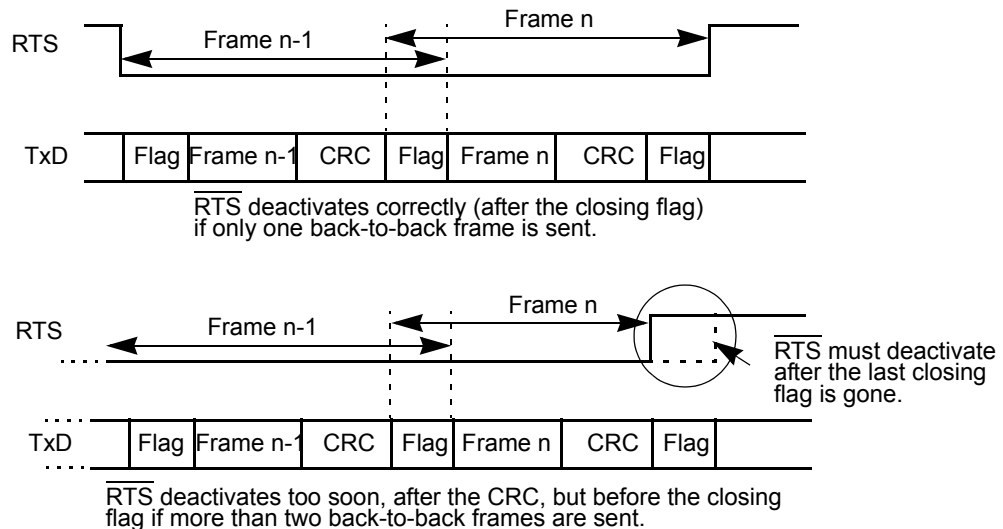 Frame n
RTS Frame n-1
TxD Flag Frame n-1 CRC Flag Frame n CRC Flag
RTS deactivates correctly (after the closing flag)
if only one back-to-back frame is sent.
Frame n
RTS Frame n-1
RTS must deactivate
after the last closing
flag is gone.
TxD Flag Frame n-1 CRC Flag Frame n CRC Flag
RTS deactivates too soon, after the CRC, but before the closing
flag if more than two back-to-back frames are sent.